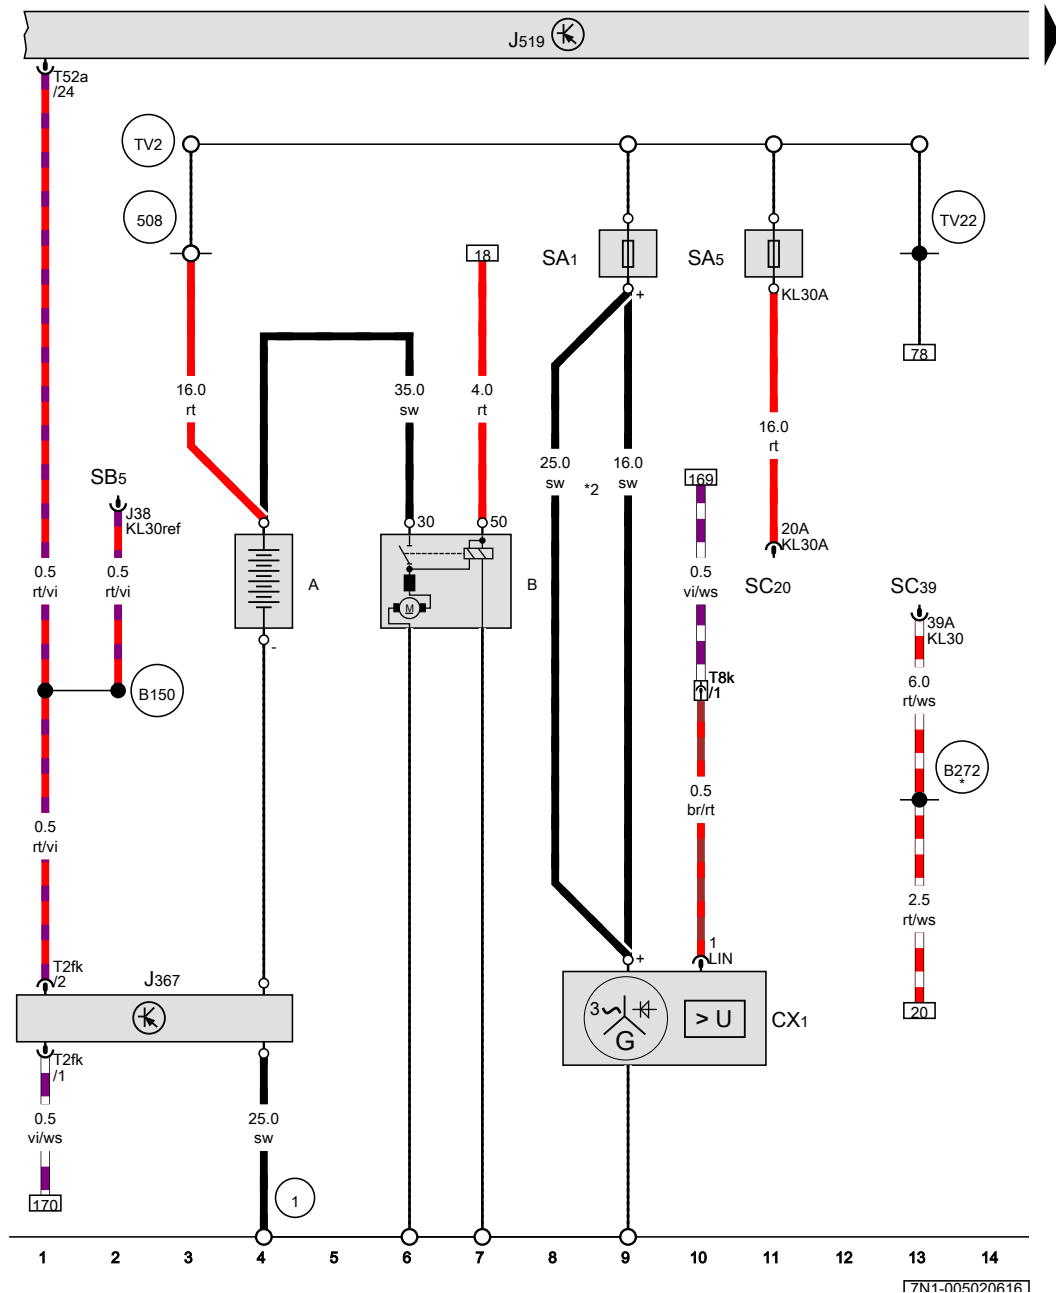 J519
T52a
/24
TV2
508
TV22
18
SA1
SA5
+
KL30A
78
16.0
rt
35.0
sw
4.0
rt
16.0
rt
25.0
sw
*2
16.0
sw
SB5
J38
KL30ref
169
30
50
20A
KL30A
0.5
rt/vi
0.5
rt/vi
A
M
B
0.5
vi/ws
SC20
SC39
39A
KL30
-
B150
T8k
/1
6.0
rt/ws
B272
*
0.5
br/rt
0.5
rt/vi
2.5
rt/ws
1
LIN
+
T2fk
/2
J367
3
G
> U
CX1
20
T2fk
/1
0.5
vi/ws
25.0
sw
170
1
1 2 3 4 5 6 7 8 9 10 11 12 13 14
7N1-005020616